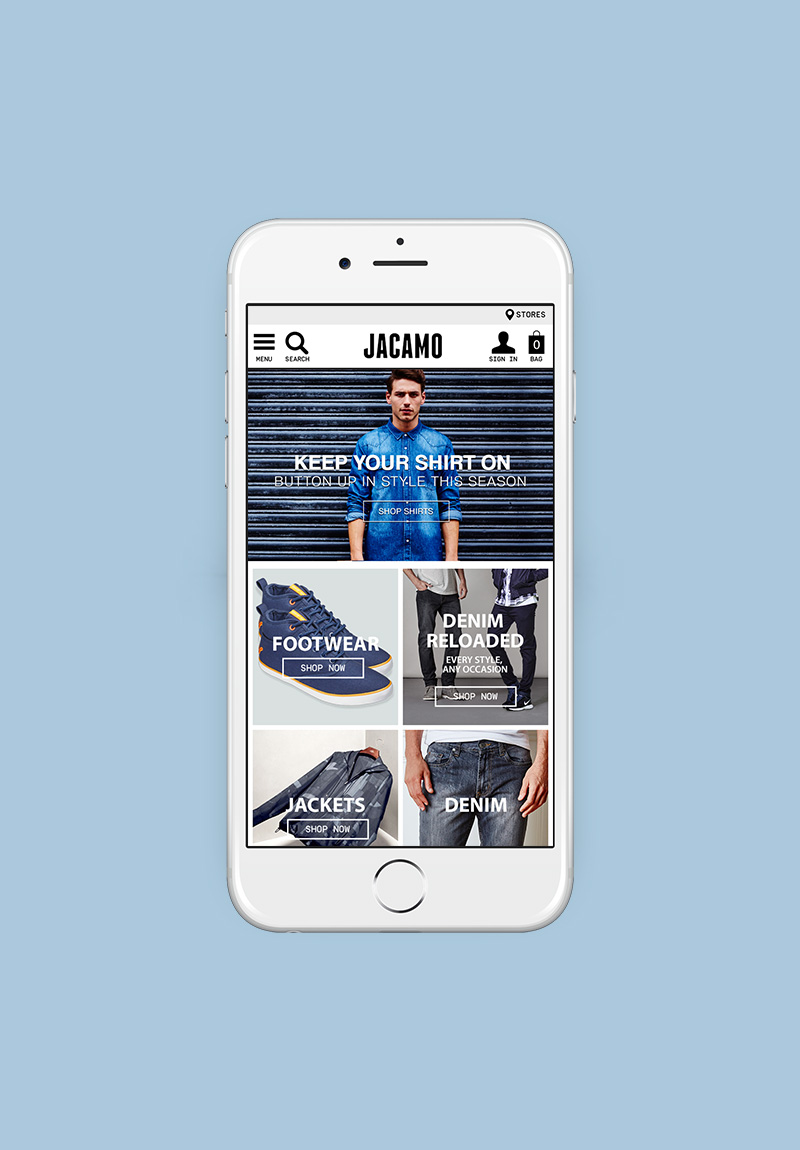 STORES
MENU
SEARCH
JACAMO
SIGN IN
0
BAG
KEEP YOUR SHIRT ON
BUTTON UP IN STYLE THIS SEASON
SHOP SHIRTS
FOOTWEAR
SHOP NOW
DENIM
RELOADED
EVERY STYLE,
ANY OCCASION
SHOP NOW
JACKETS
SHOP NOW
DENIM